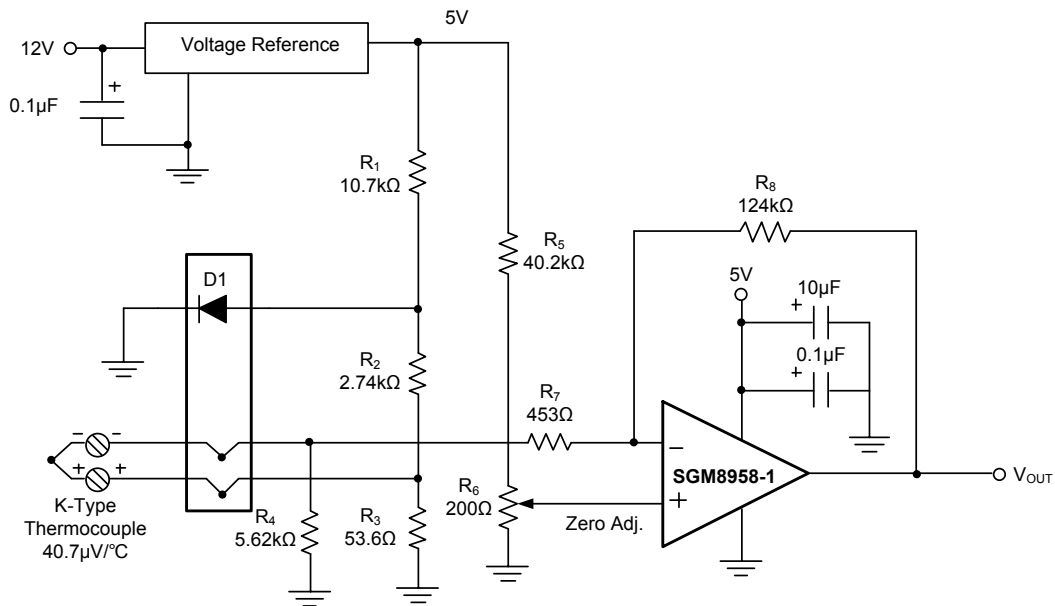 5V
12V
Voltage Reference
+
0.1µF
R1
10.7kΩ
R8
124kΩ
R5
40.2kΩ
D1
5V
10µF
+
0.1µF
+
R2
2.74kΩ
R7
453Ω
− −
+ +
−
SGM8958-1
+
VOUT
K-Type
Thermocouple
40.7µV/°C
R4
5.62kΩ
R3
53.6Ω
R6
200Ω
Zero Adj.